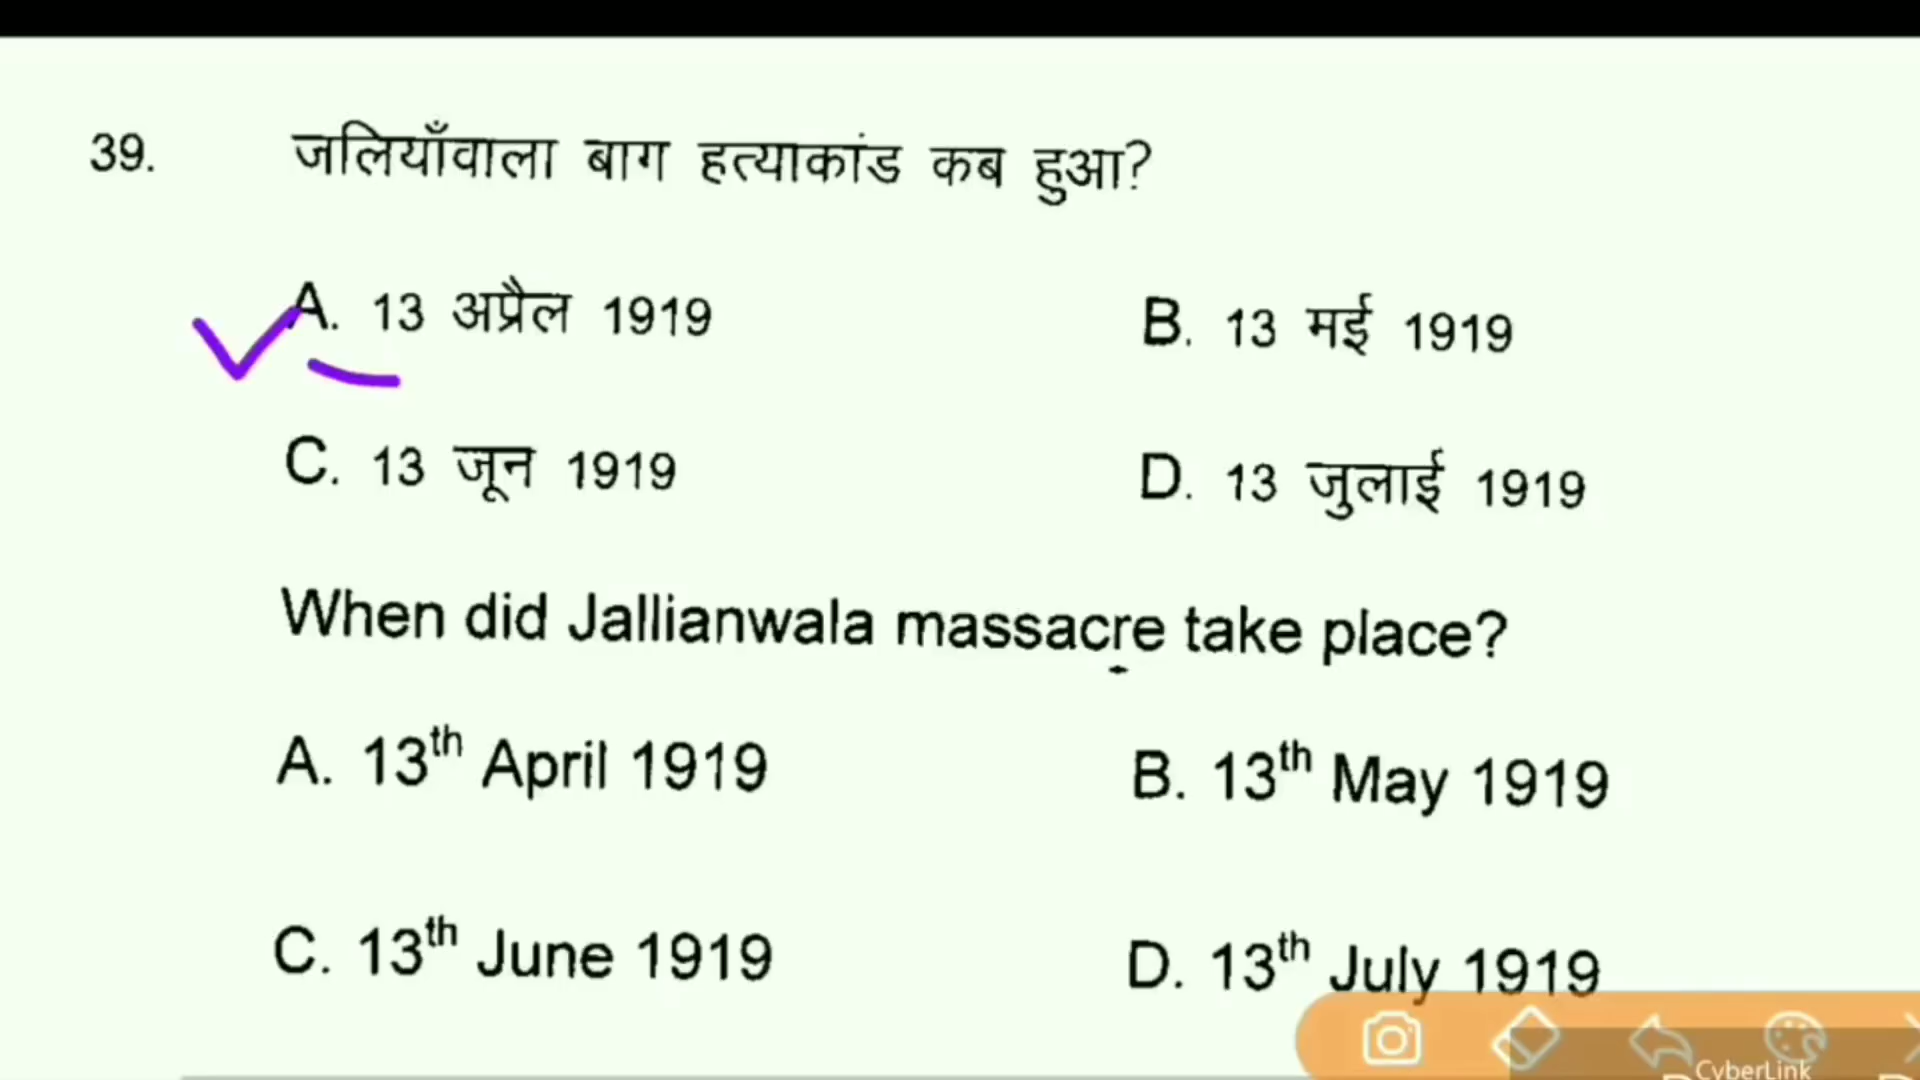 39. जलियाँवाला बाग हत्याकांड कब हुआ?
A. 13 अप्रैल 1919 B. 13 मई 1919
C. 13 जून 1919 D. 13 जुलाई 1919
When did Jallianwala massacre take place?
A. 13th April 1919 B. 13th May 1919
C. 13th June 1919 D. 13th July 1919
CyberLink